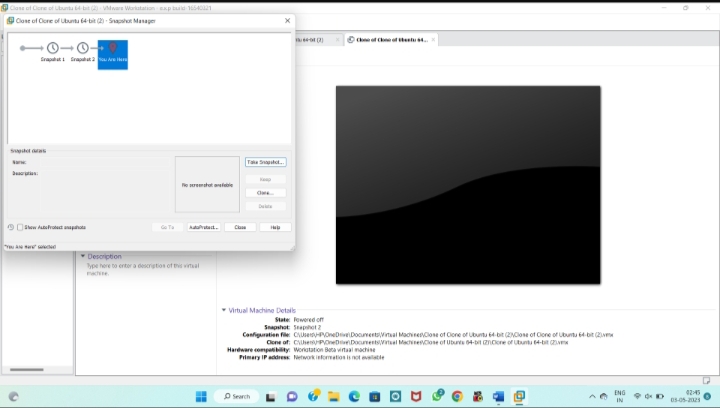 Clone of Clone of Ubuntu 64-bit (2) - VMware Workstation
Clone of Clone of Ubuntu 64-bit (2) - Snapshot Manager
Clone of Clone of Ubuntu 64...
Snapshot 1
Snapshot 2
You Are Here
Snapshot details
Name:
Description:
No screenshot available
Take Snapshot...
Keep
Clone...
Delete
Show AutoProtect snapshots
Go To
AutoProtect...
Close
Help
"You Are Here" selected
Description
Type here to enter a description of this virtual
machine.
Virtual Machine Details
State: Powered off
Snapshot: Snapshot 2
Configuration file: C:\Users\HP\OneDrive\Documents\Virtual Machines\Clone of Clone of Ubuntu 64-bit (2)\Clone of Clone of Ubuntu 64-bit (2).vmx
Clone of: C:\Users\HP\OneDrive\Documents\Virtual Machines\Clone of Ubuntu 64-bit (2)\Clone of Ubuntu 64-bit (2).vmx
Hardware compatibility: Workstation Beta virtual machine
Primary IP address: Network information is not available
Search
ENG
IN
02:45
03-05-2023